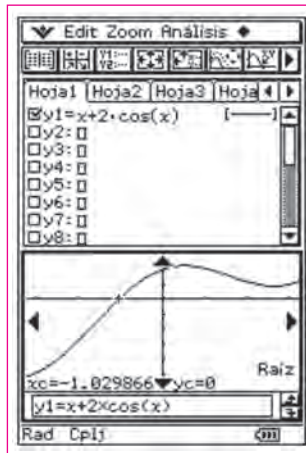 Edit Zoom Análisis ◆
Hoja1 Hoja2 Hoja3 Hoja
☑y1=x+2·cos(x) [—]
☐y2:▯
☐y3:▯
☐y4:▯
☐y5:▯
☐y6:▯
☐y7:▯
☐y8:▯
Raíz
xc=-1.029866 yc=0
y1=x+2×cos(x)
Rad Cplj